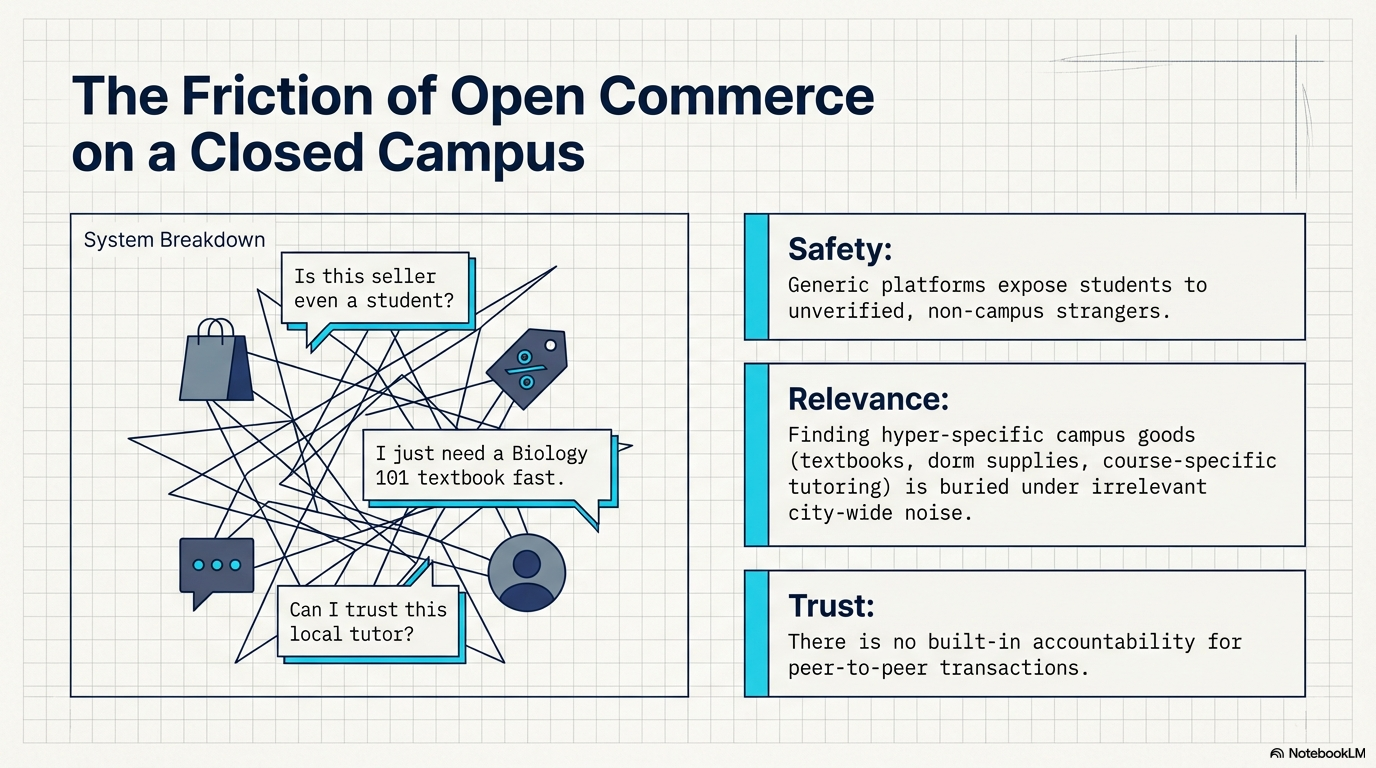 The Friction of Open Commerce
on a Closed Campus
System Breakdown
Is this seller
even a student?
I just need a Biology
101 textbook fast.
Can I trust this
local tutor?
Safety:
Generic platforms expose students to
unverified, non-campus strangers.
Relevance:
Finding hyper-specific campus goods
(textbooks, dorm supplies, course-specific
tutoring) is buried under irrelevant
city-wide noise.
Trust:
There is no built-in accountability for
peer-to-peer transactions.
NotebookLM